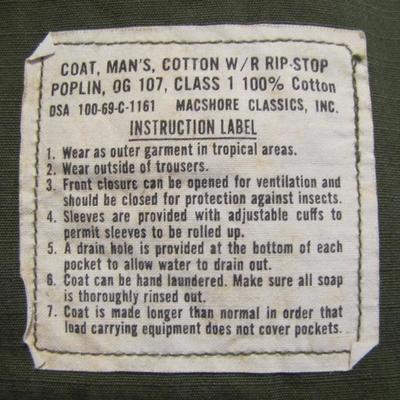 COAT, MAN'S, COTTON W/R RIP-STOP
POPLIN, OG 107, CLASS 1 100% Cotton
DSA 100-69-C-1161 MACSHORE CLASSICS, INC.
INSTRUCTION LABEL
1. Wear as outer garment in tropical areas.
2. Wear outside of trousers.
3. Front closure can be opened for ventilation and
should be closed for protection against insects.
4. Sleeves are provided with adjustable cuffs to
permit sleeves to be rolled up.
5. A drain hole is provided at the bottom of each
pocket to allow water to drain out.
6. Coat can be hand laundered. Make sure all soap
is thoroughly rinsed out.
7. Coat is made longer than normal in order that
load carrying equipment does not cover pockets.